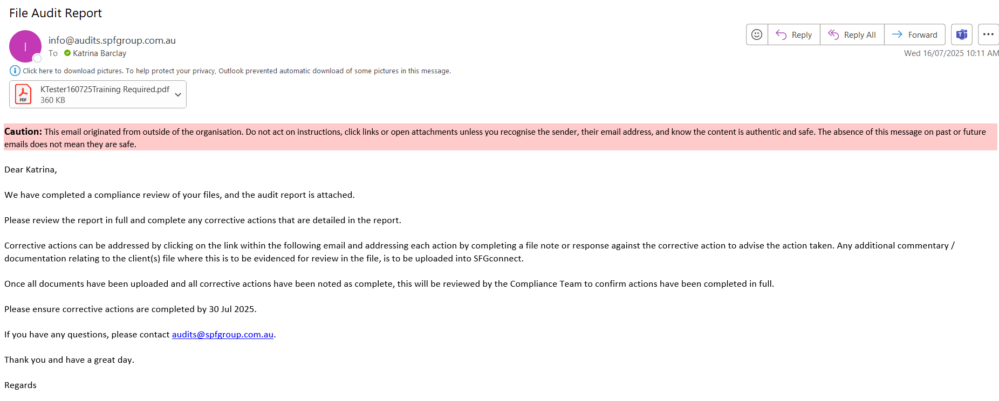 File Audit Report
I
info@audits.spfgroup.com.au
To Katrina Barclay
Reply
Reply All
Forward
Wed 16/07/2025 10:11 AM
Click here to download pictures. To help protect your privacy, Outlook prevented automatic download of some pictures in this message.
PDF
KTester160725Training Required.pdf
360 KB
Caution: This email originated from outside of the organisation. Do not act on instructions, click links or open attachments unless you recognise the sender, their email address, and know the content is authentic and safe. The absence of this message on past or future
emails does not mean they are safe.
Dear Katrina,
We have completed a compliance review of your files, and the audit report is attached.
Please review the report in full and complete any corrective actions that are detailed in the report.
Corrective actions can be addressed by clicking on the link within the following email and addressing each action by completing a file note or response against the corrective action to advise the action taken. Any additional commentary /
documentation relating to the client(s) file where this is to be evidenced for review in the file, is to be uploaded into SFGconnect.
Once all documents have been uploaded and all corrective actions have been noted as complete, this will be reviewed by the Compliance Team to confirm actions have been completed in full.
Please ensure corrective actions are completed by 30 Jul 2025.
If you have any questions, please contact audits@spfgroup.com.au.
Thank you and have a great day.
Regards